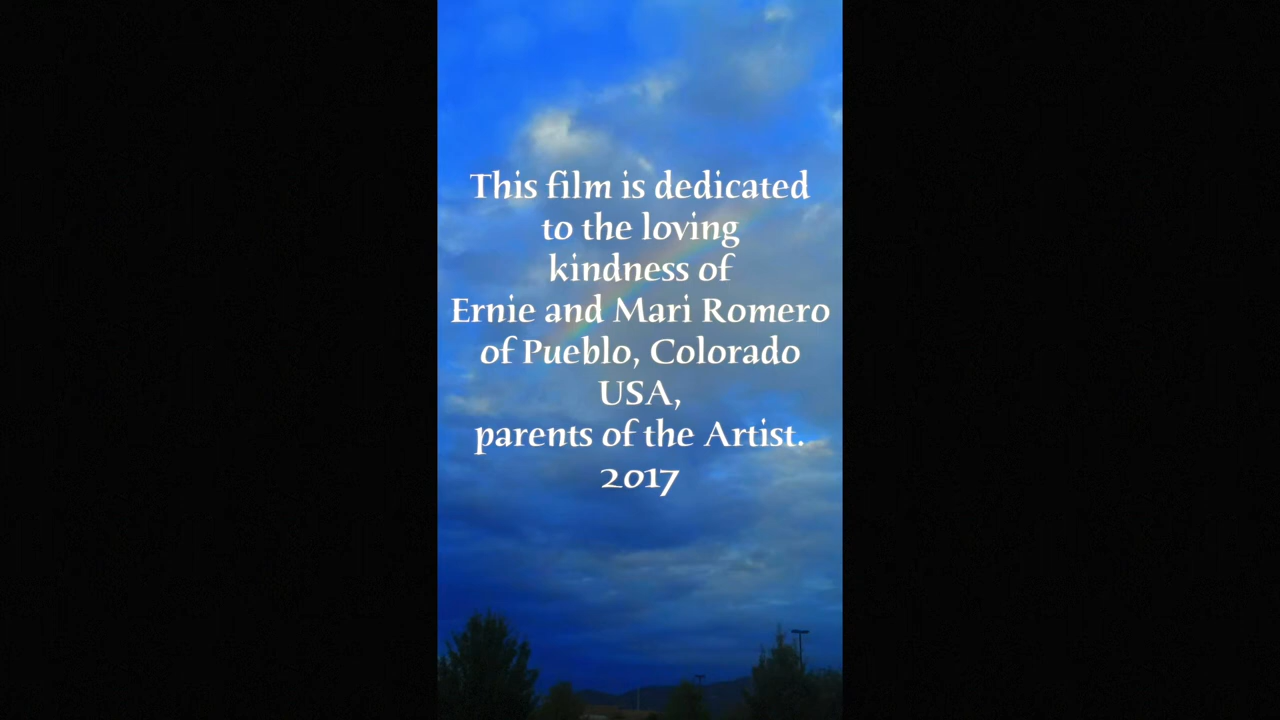 This film is dedicated
to the loving
kindness of
Ernie and Mari Romero
of Pueblo, Colorado
USA,
parents of the Artist.
2017